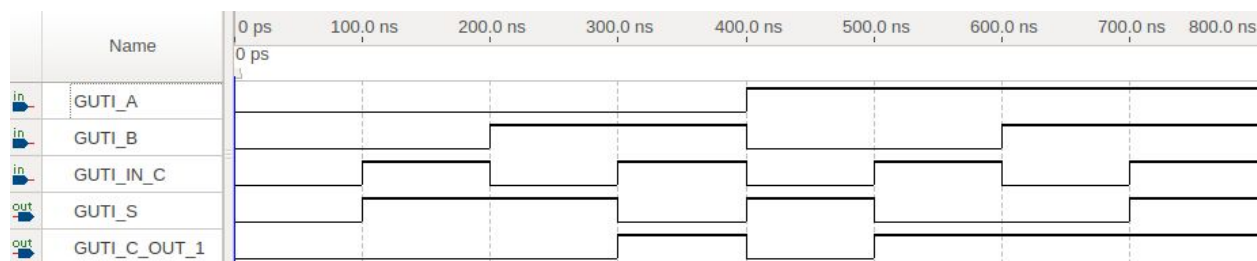 Name
0 ps 100.0 ns 200.0 ns 300.0 ns 400.0 ns 500.0 ns 600.0 ns 700.0 ns 800.0 ns
0 ps
in GUTI_A
in GUTI_B
in GUTI_IN_C
out GUTI_S
out GUTI_C_OUT_1